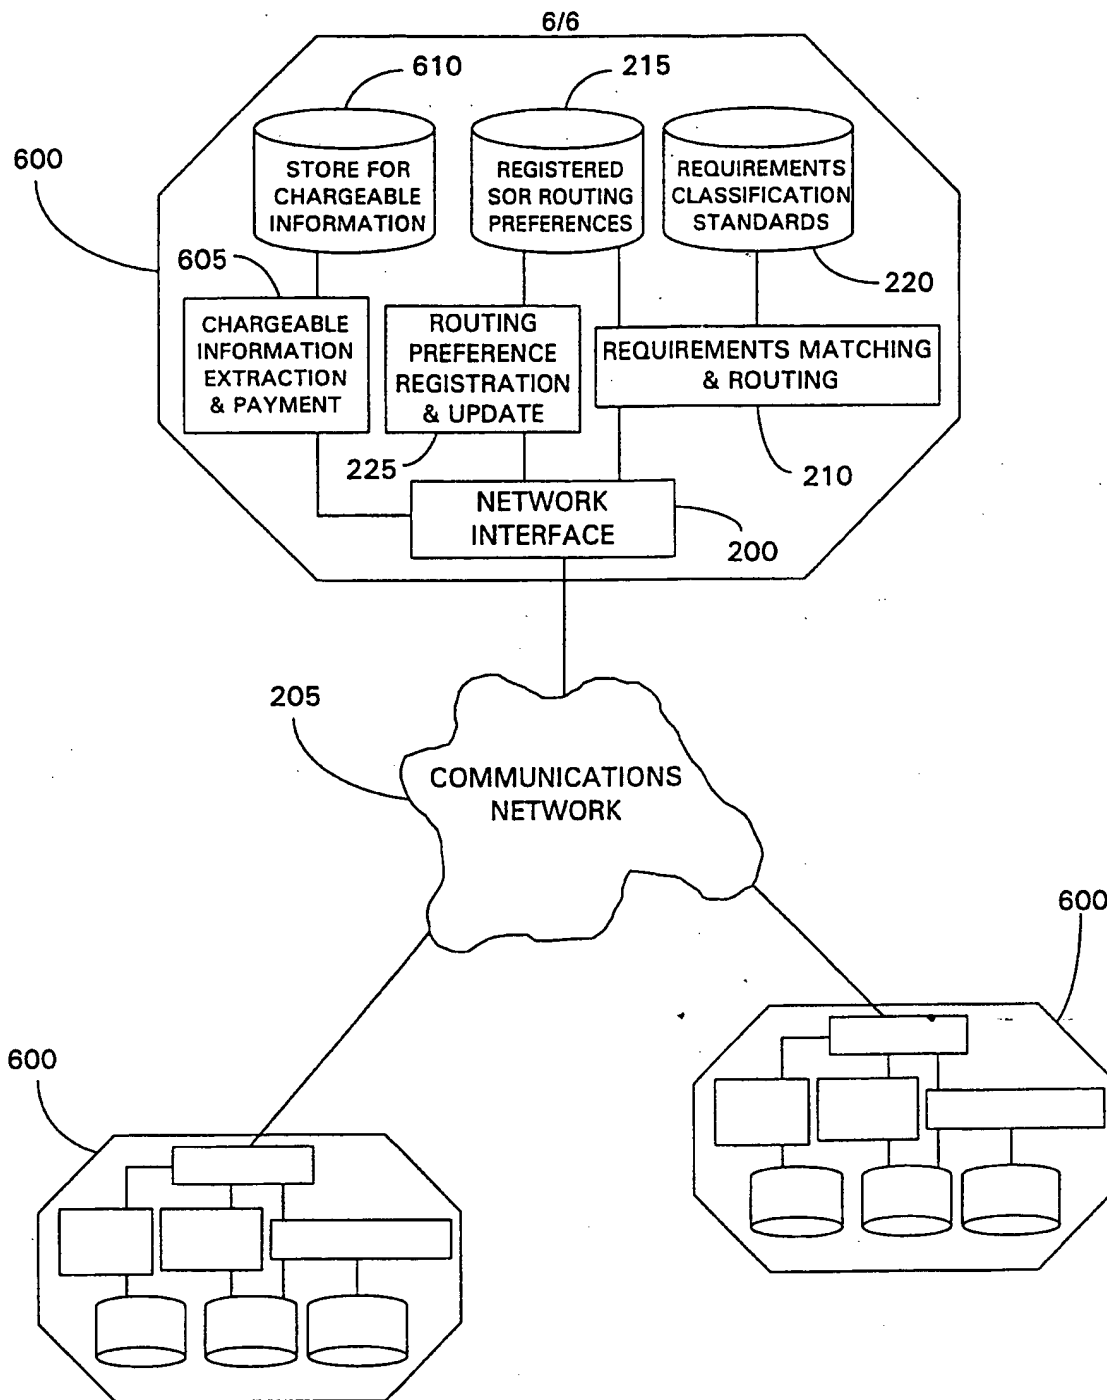 6/6
610
215
600
STORE FOR
CHARGEABLE
INFORMATION
REGISTERED
SOR ROUTING
PREFERENCES
REQUIREMENTS
CLASSIFICATION
STANDARDS
605
220
CHARGEABLE
INFORMATION
EXTRACTION
& PAYMENT
ROUTING
PREFERENCE
REGISTRATION
& UPDATE
REQUIREMENTS MATCHING
& ROUTING
225
210
NETWORK
INTERFACE
200
205
COMMUNICATIONS
NETWORK
600
600